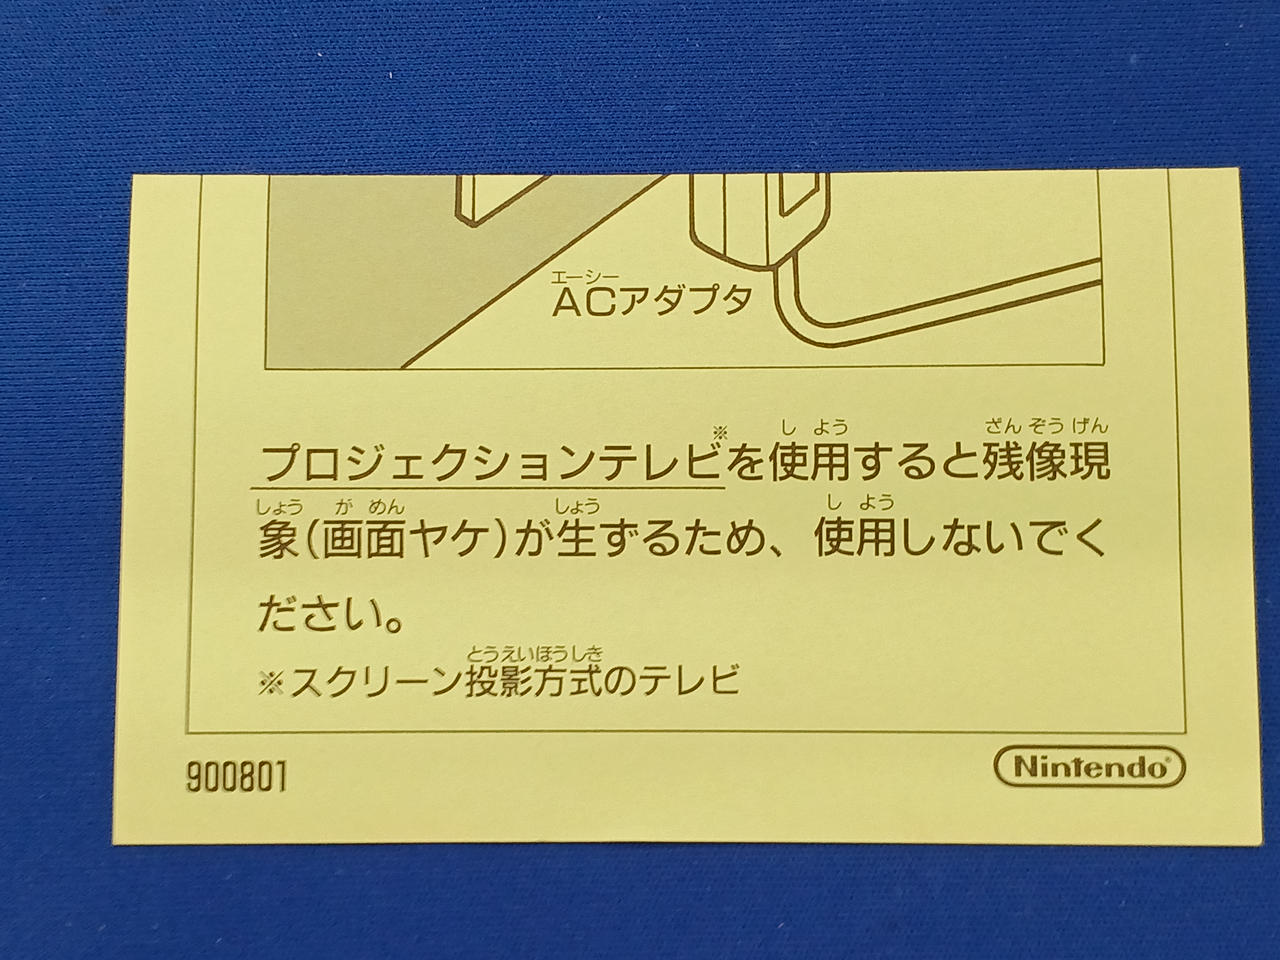 エーシー
ACアダプタ
し よう ざん ぞう げん
プロジェクションテレビ※を使用すると残像現
しょう が めん しょう し よう
象(画面ヤケ)が生ずるため、使用しないでく
ださい。
とうえいほうしき
※スクリーン投影方式のテレビ
900801
Nintendo®